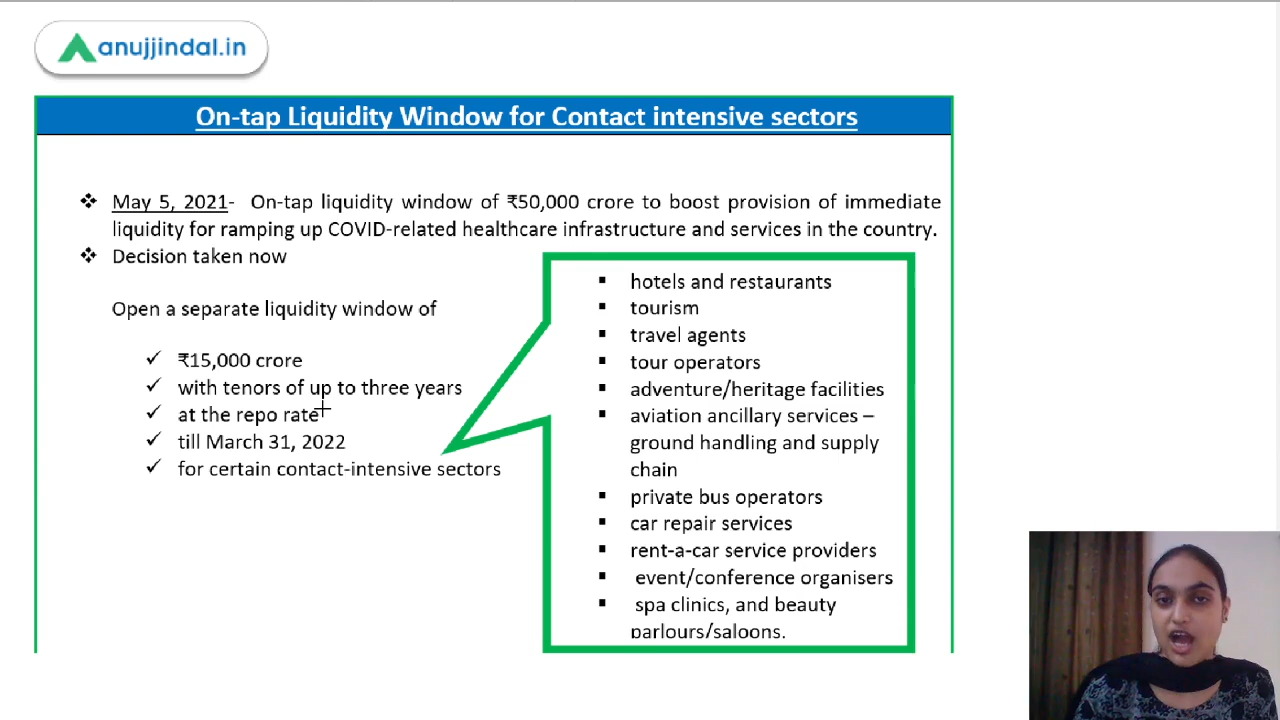 anujjindal.in
On-tap Liquidity Window for Contact intensive sectors
❖ May 5, 2021- On-tap liquidity window of ₹50,000 crore to boost provision of immediate
liquidity for ramping up COVID-related healthcare infrastructure and services in the country.
❖ Decision taken now
Open a separate liquidity window of
✓ ₹15,000 crore
✓ with tenors of up to three years
✓ at the repo rate
✓ till March 31, 2022
✓ for certain contact-intensive sectors
▪ hotels and restaurants
▪ tourism
▪ travel agents
▪ tour operators
▪ adventure/heritage facilities
▪ aviation ancillary services –
ground handling and supply
chain
▪ private bus operators
▪ car repair services
▪ rent-a-car service providers
▪ event/conference organisers
▪ spa clinics, and beauty
parlours/saloons.